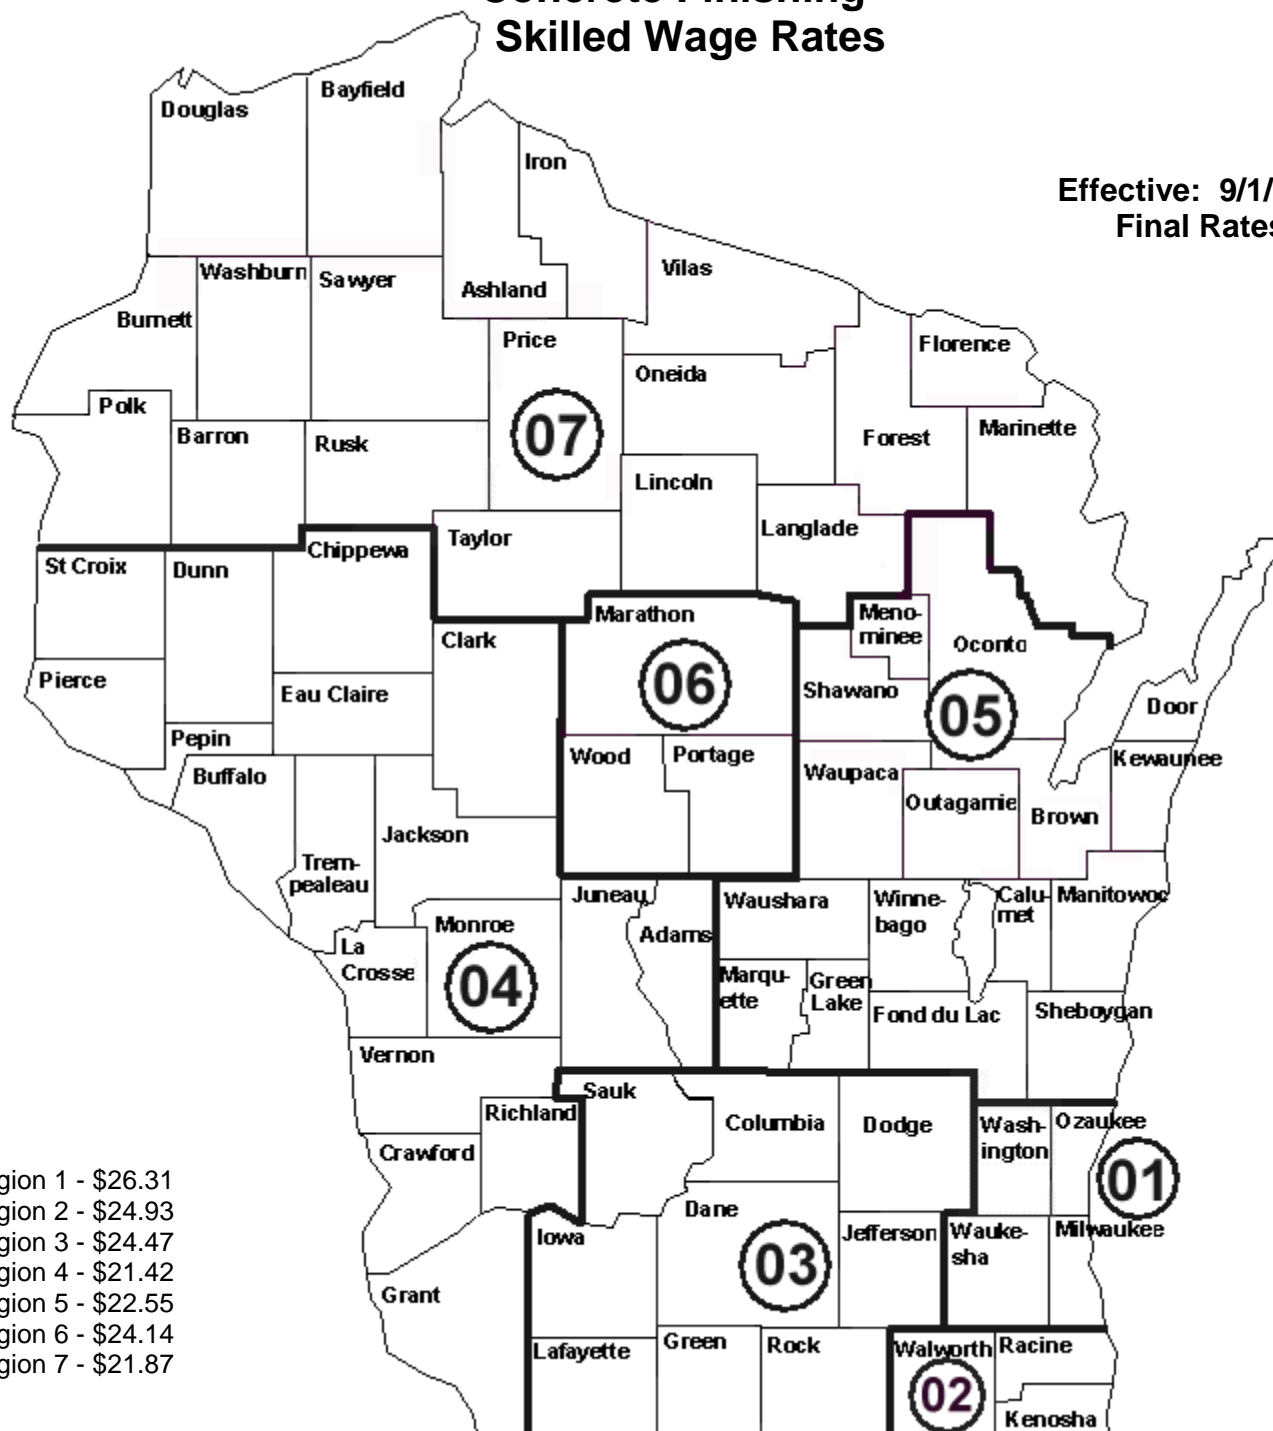 Concrete Finishing
Skilled Wage Rates
Effective: 9/1/
Final Rates
Douglas
Bayfield
Iron
Vilas
Washburn
Sawyer
Ashland
Burnett
Price
Florence
Oneida
Polk
Barron
Rusk
07
Forest
Marinette
Lincoln
Langlade
Taylor
Chippewa
St Croix
Dunn
Marathon
Meno-
minee
Clark
Oconto
Pierce
Eau Claire
06
Shawano
05
Door
Pepin
Buffalo
Wood
Portage
Waupaca
Kewaunee
Outagamie
Brown
Jackson
Trem-
pealeau
Juneau
Waushara
Winne-
bago
Calu-
met
Manitowoc
Monroe
Adams
La
Crosse
04
Marqu-
ette
Green
Lake
Fond du Lac
Sheboygan
Vernon
Sauk
Richland
Columbia
Dodge
Wash-
ington
Ozaukee
Crawford
01
gion 1 - $26.31
gion 2 - $24.93
gion 3 - $24.47
gion 4 - $21.42
gion 5 - $22.55
gion 6 - $24.14
gion 7 - $21.87
Dane
Iowa
03
Jefferson
Wauke-
sha
Milwaukee
Grant
Lafayette
Green
Rock
Walworth
Racine
02
Kenosha